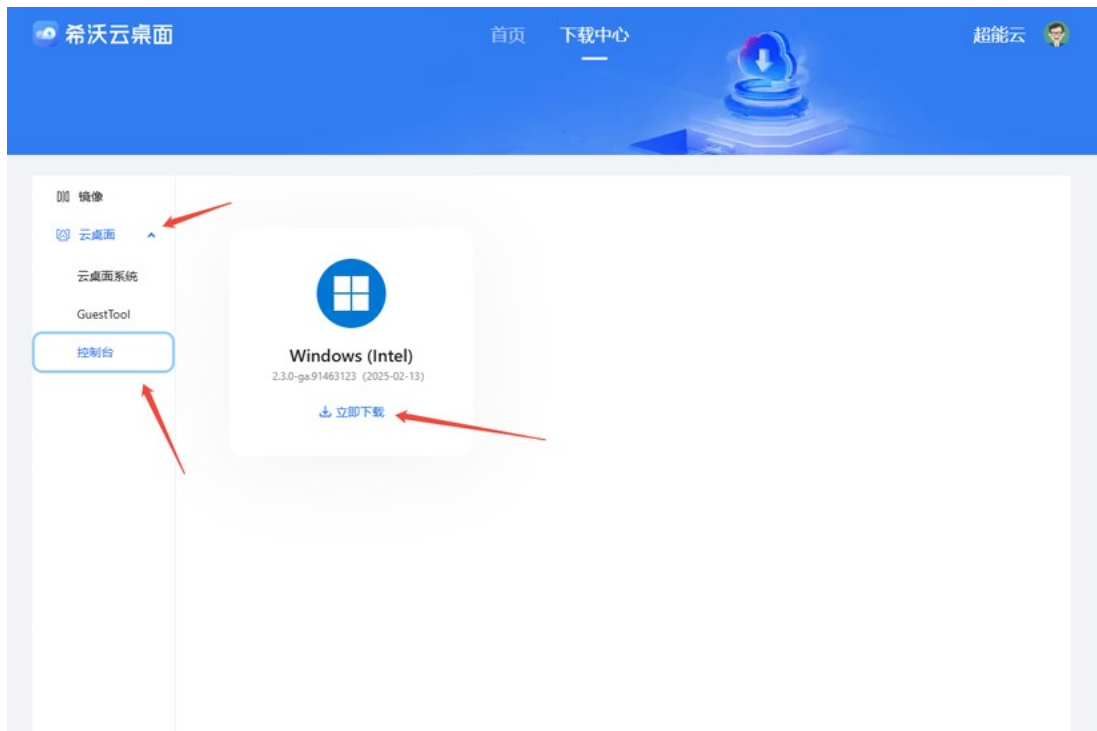 希沃云桌面
首页 下载中心
超能云
镜像
云桌面
云桌面系统
GuestTool
控制台
Windows (Intel)
2.3.0-ga.91463123 (2025-02-13)
立即下载